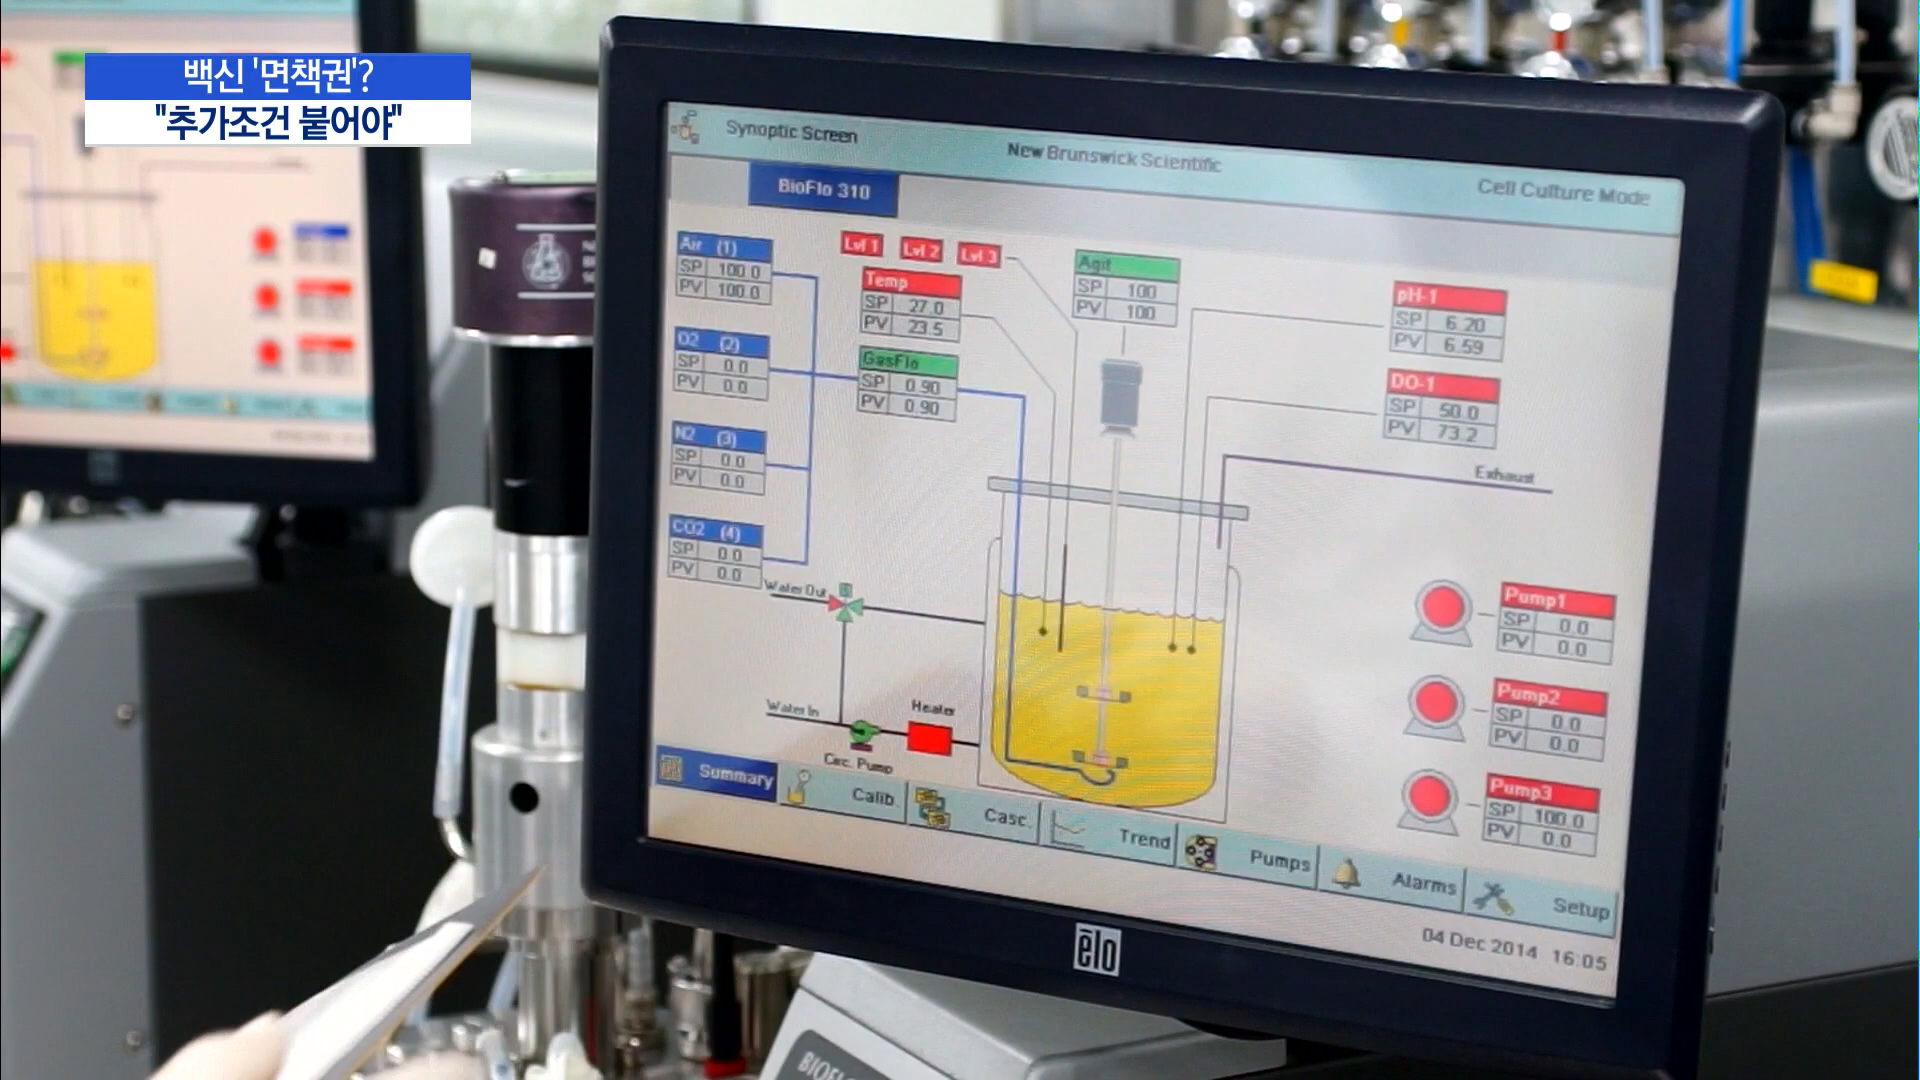 백신 '면책권'?
"추가조건 붙어야"
Synoptic Screen
New Brunswick Scientific
Cell Culture Mode
BioFlo 310
Air (1)
SP 100.0
PV 100.0
O2 (2)
SP 0.0
PV 0.0
N2 (3)
SP 0.0
PV 0.0
CO2 (4)
SP 0.0
PV 0.0
Lvl 1 Lvl 2 Lvl 3
Temp
SP 27.0
PV 23.5
GasFlo
SP 0.90
PV 0.90
Agit
SP 100
PV 100
pH-1
SP 6.20
PV 6.59
DO-1
SP 50.0
PV 73.2
Exhaust
Water Out
Water In
Heater
Circ. Pump
Pump1
SP 0.0
PV 0.0
Pump2
SP 0.0
PV 0.0
Pump3
SP 100.0
PV 0.0
Summary Calib. Casc. Trend Pumps Alarms Setup
04 Dec 2014 16:05
elo